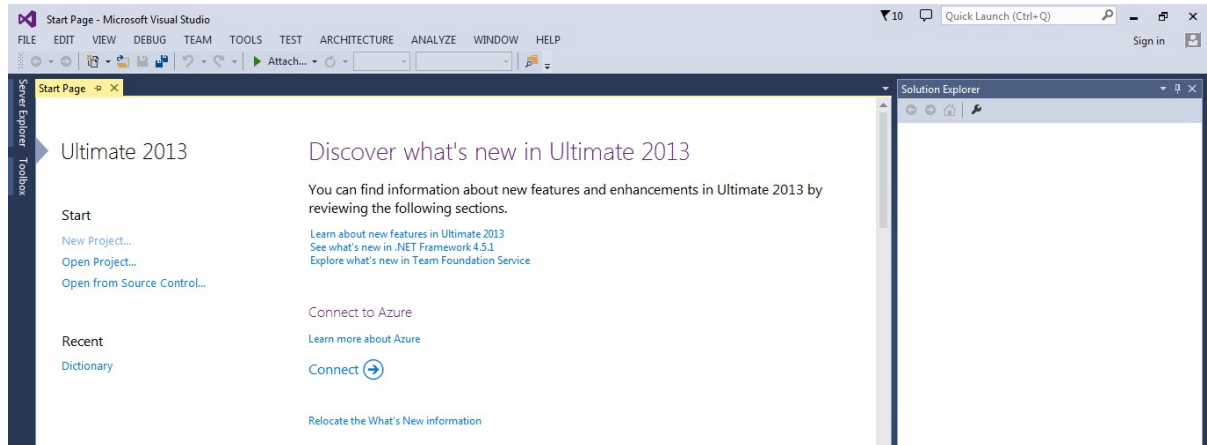 Start Page - Microsoft Visual Studio
10
Quick Launch (Ctrl+Q)
FILE EDIT VIEW DEBUG TEAM TOOLS TEST ARCHITECTURE ANALYZE WINDOW HELP
Sign in
Attach...
Server Explorer
Toolbox
Start Page
Ultimate 2013
Start
New Project...
Open Project...
Open from Source Control...
Recent
Dictionary
Discover what's new in Ultimate 2013
You can find information about new features and enhancements in Ultimate 2013 by
reviewing the following sections.
Learn about new features in Ultimate 2013
See what's new in .NET Framework 4.5.1
Explore what's new in Team Foundation Service
Connect to Azure
Learn more about Azure
Connect
Relocate the What's New information
Solution Explorer